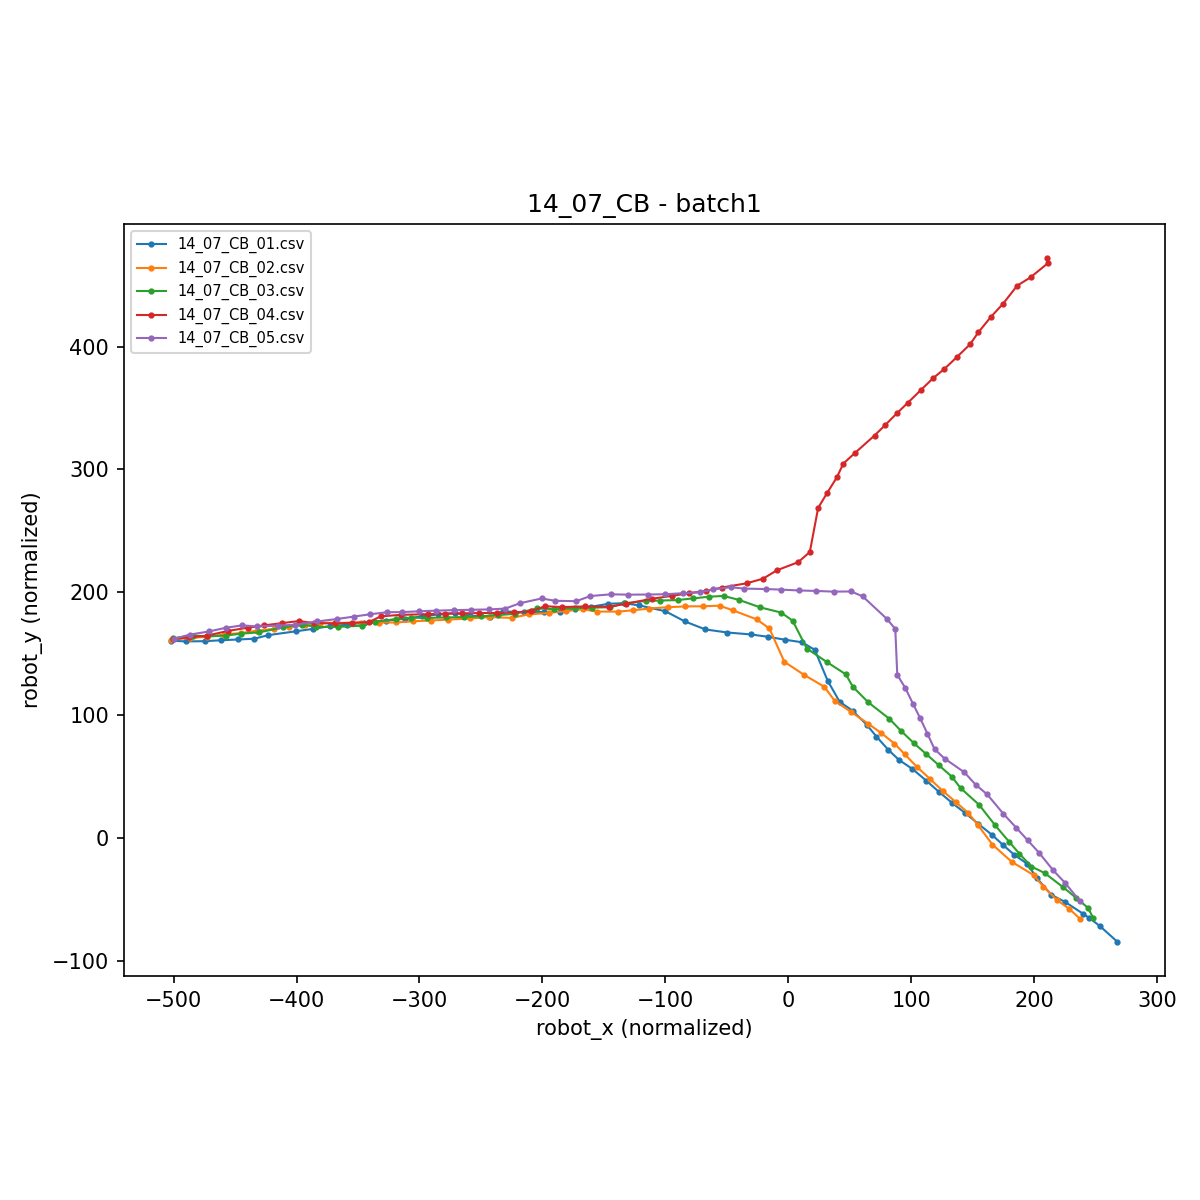 14_07_CB - batch1
14_07_CB_01.csv
14_07_CB_02.csv
14_07_CB_03.csv
14_07_CB_04.csv
14_07_CB_05.csv
robot_y (normalized)
400
300
200
100
0
−100
−500 −400 −300 −200 −100 0 100 200 300
robot_x (normalized)